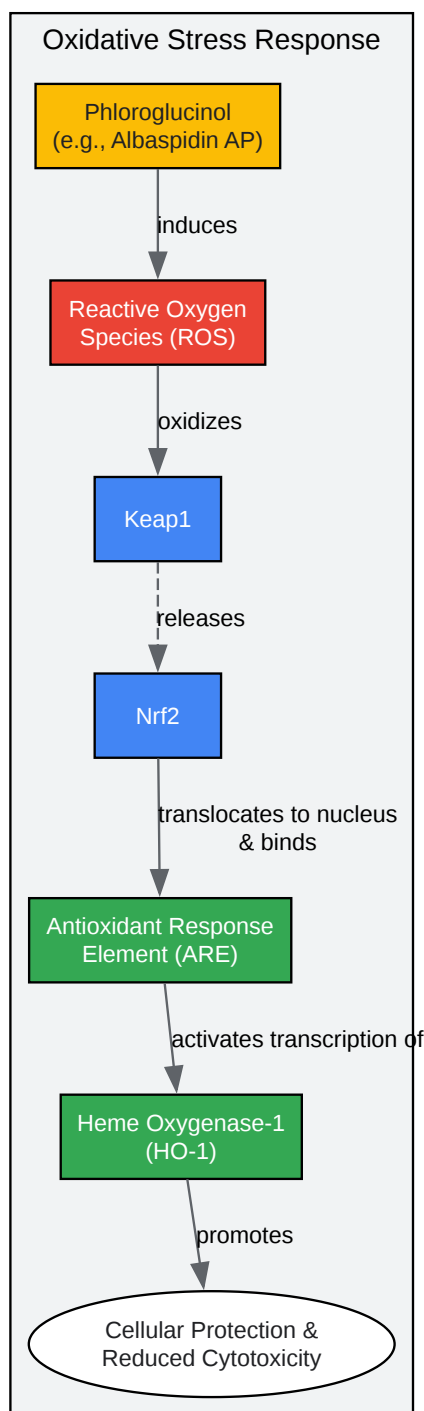 Oxidative Stress Response
Phloroglucinol
(e.g., Albaspidin AP)
induces
Reactive Oxygen
Species (ROS)
oxidizes
Keap1
releases
Nrf2
translocates to nucleus
& binds
Antioxidant Response
Element (ARE)
activates transcription of
Heme Oxygenase-1
(HO-1)
promotes
Cellular Protection &
Reduced Cytotoxicity